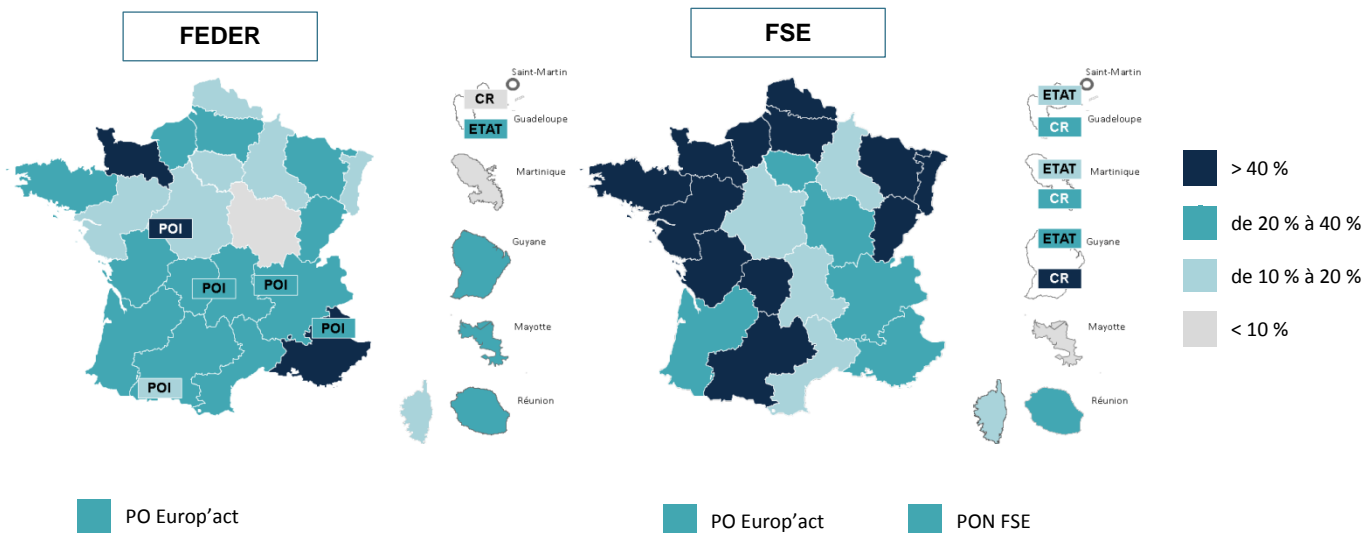 FEDER
FSE
Saint-Martin
CR
Guadeloupe
ETAT
Martinique
Guyane
Mayotte
Réunion
POI
POI
POI
POI
POI
Saint-Martin
ETAT
Guadeloupe
CR
ETAT
Martinique
CR
ETAT
Guyane
CR
Mayotte
Réunion
> 40 %
de 20 % à 40 %
de 10 % à 20 %
< 10 %
PO Europ'act
PO Europ'act
PON FSE